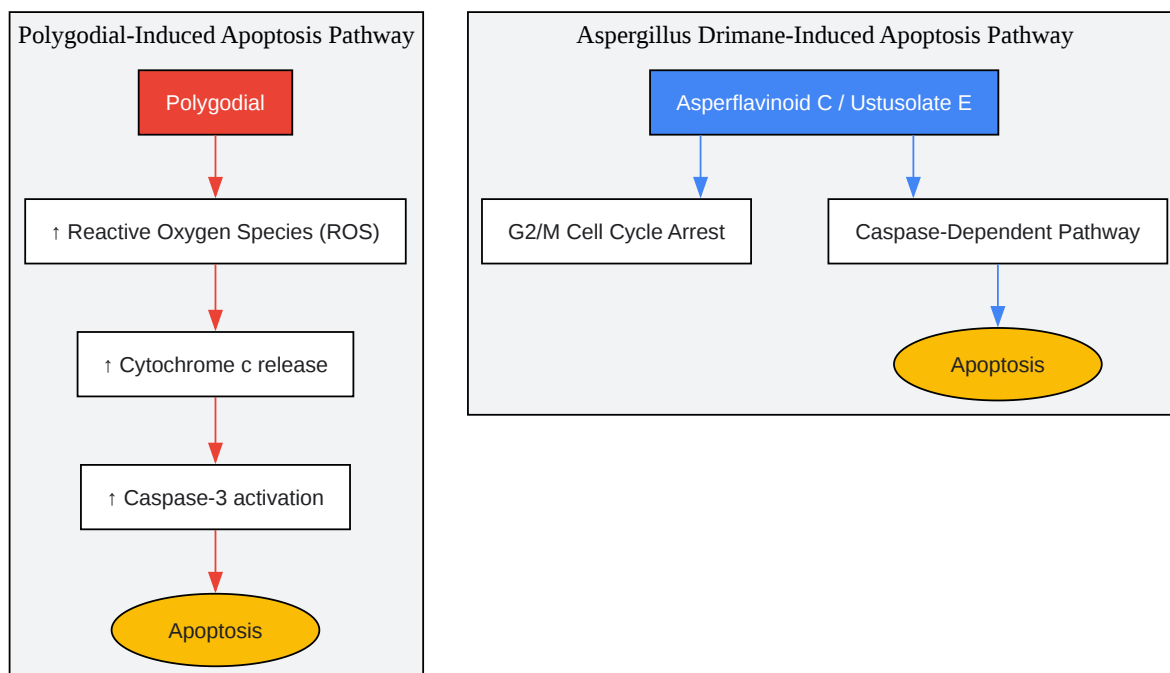 Polygodial-Induced Apoptosis Pathway
Polygodial
↑ Reactive Oxygen Species (ROS)
↑ Cytochrome c release
↑ Caspase-3 activation
Apoptosis
Aspergillus Drimane-Induced Apoptosis Pathway
Asperflavinoid C / Ustusolate E
G2/M Cell Cycle Arrest
Caspase-Dependent Pathway
Apoptosis